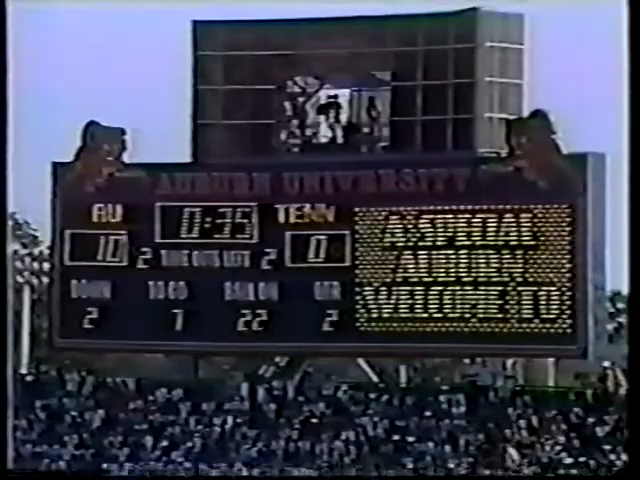 AUBURN UNIVERSITY
AU 0:35 TENN
10 2 TIME OUTS LEFT 2 0
DOWN TO GO BALL ON QTR
2 1 22 2
A SPECIAL
AUBURN
WELCOME TO